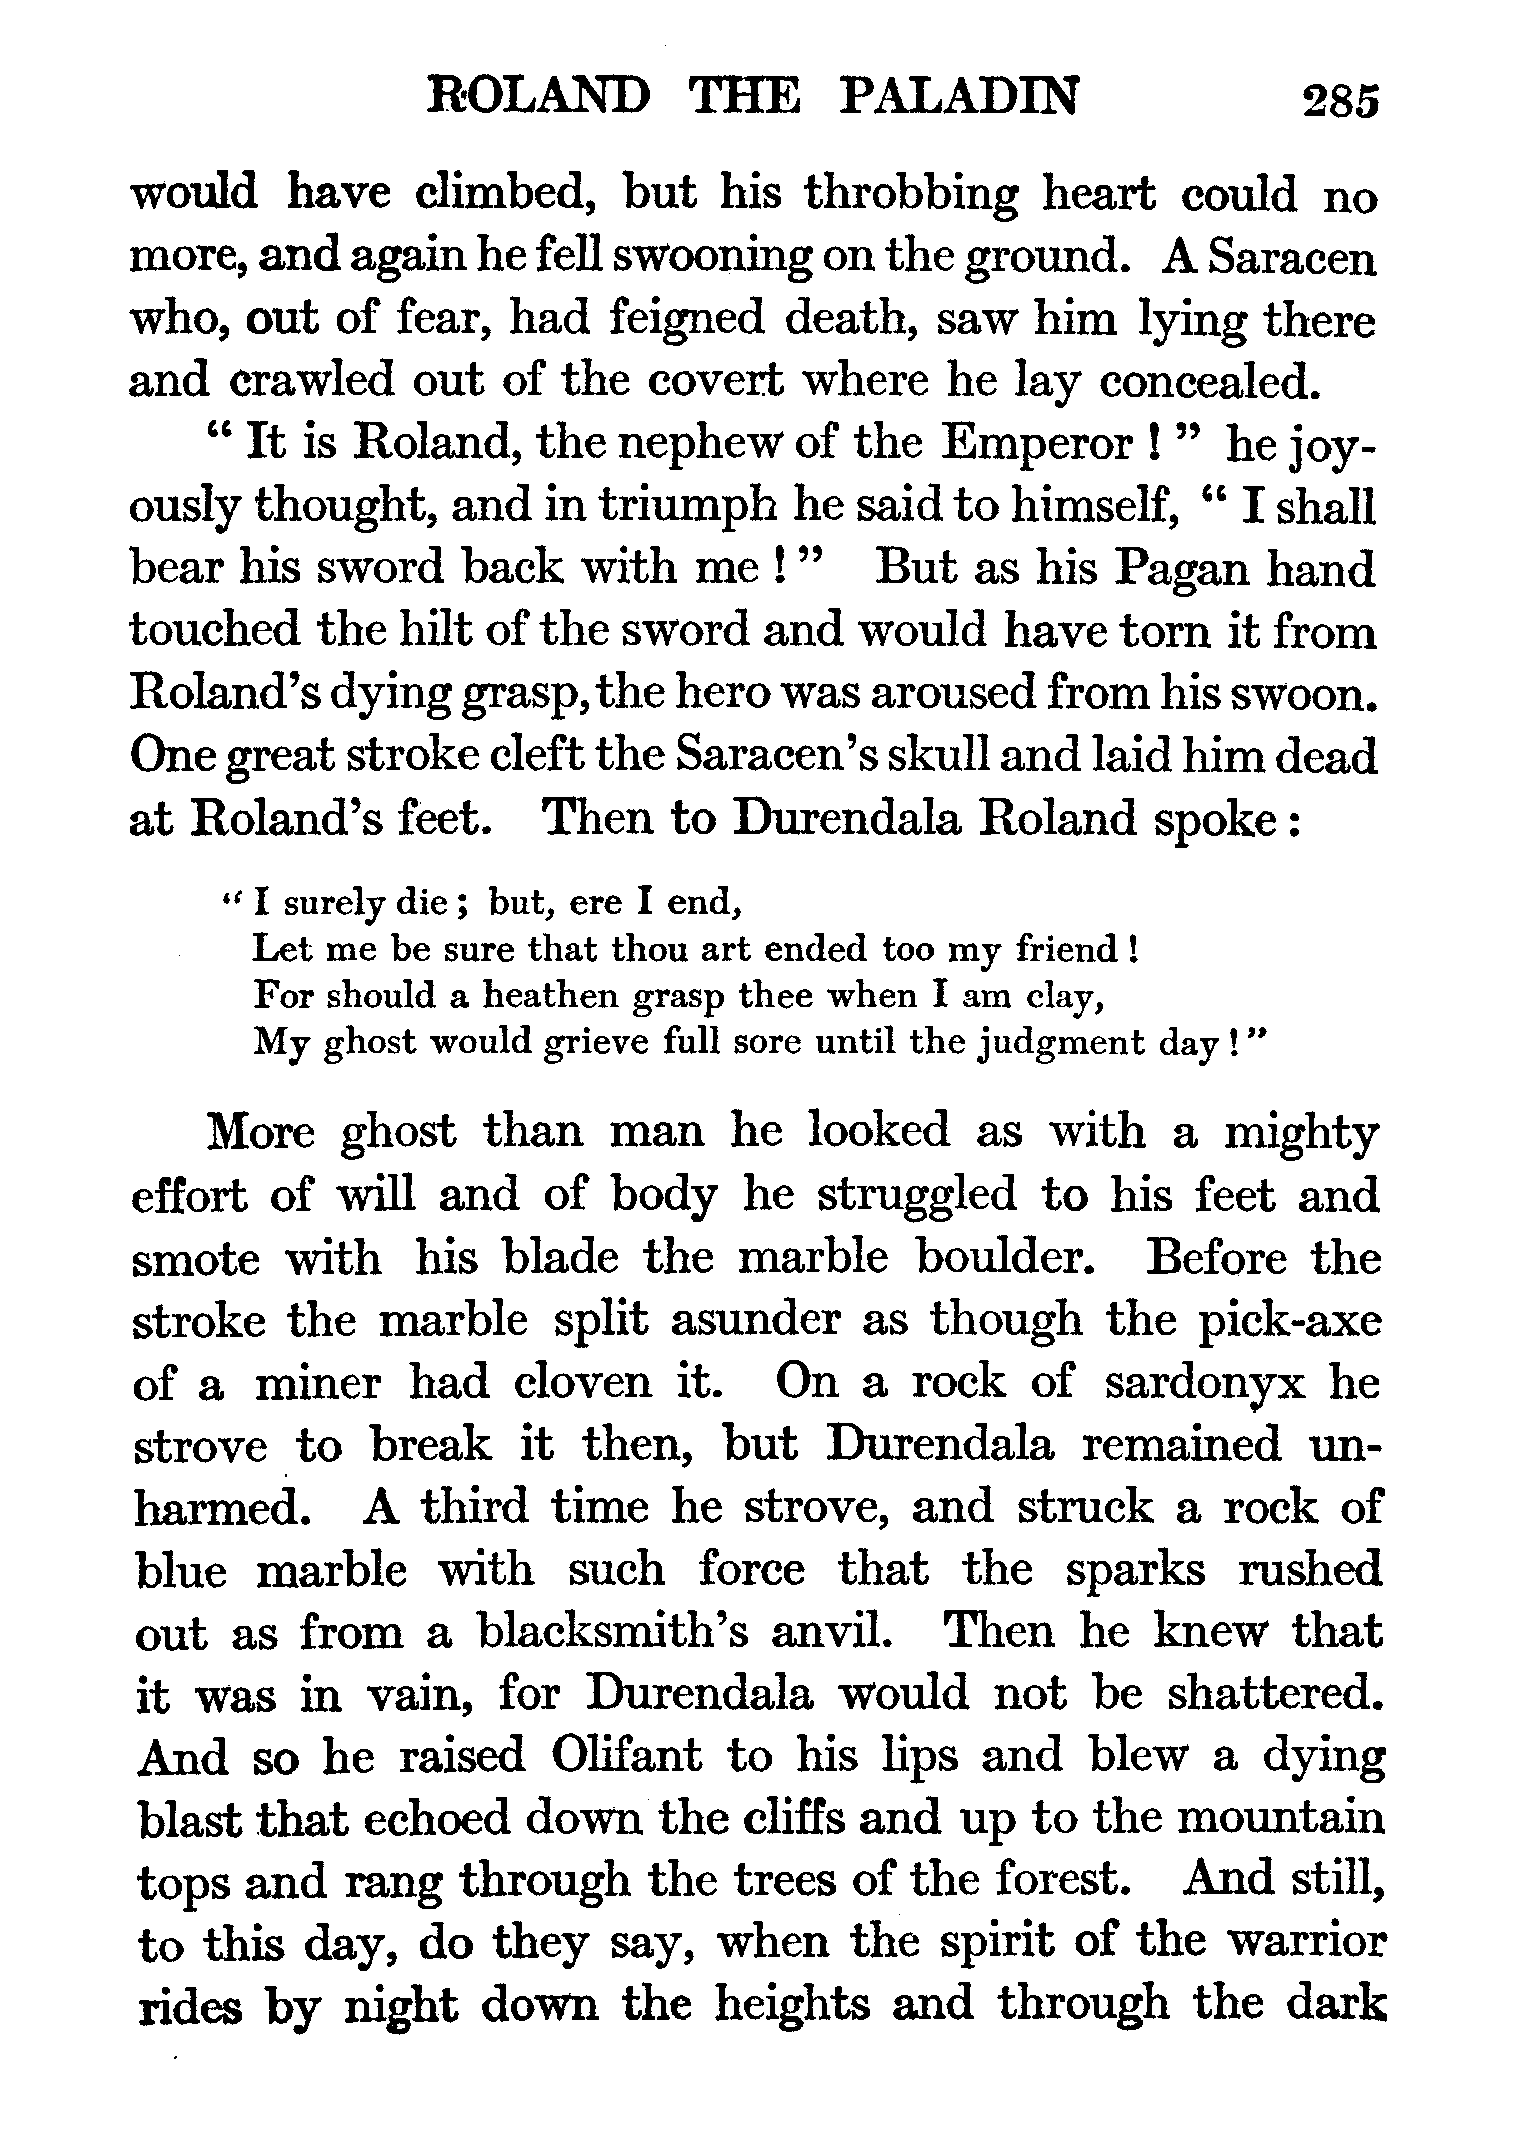 ROLAND THE PALADIN 285
would have climbed, but his throbbing heart could no
more, and again he fell swooning on the ground. A Saracen
who, out of fear, had feigned death, saw him lying there
and crawled out of the covert where he lay concealed.
“ It is Roland, the nephew of the Emperor ! ” he joy-
ously thought, and in triumph he said to himself, “ I shall
bear his sword back with me ! ” But as his Pagan hand
touched the hilt of the sword and would have torn it from
Roland’s dying grasp, the hero was aroused from his swoon.
One great stroke cleft the Saracen’s skull and laid him dead
at Roland’s feet. Then to Durendala Roland spoke :
“ I surely die ; but, ere I end,
Let me be sure that thou art ended too my friend !
For should a heathen grasp thee when I am clay,
My ghost would grieve full sore until the judgment day ! ”
More ghost than man he looked as with a mighty
effort of will and of body he struggled to his feet and
smote with his blade the marble boulder. Before the
stroke the marble split asunder as though the pick-axe
of a miner had cloven it. On a rock of sardonyx he
strove to break it then, but Durendala remained un-
harmed. A third time he strove, and struck a rock of
blue marble with such force that the sparks rushed
out as from a blacksmith’s anvil. Then he knew that
it was in vain, for Durendala would not be shattered.
And so he raised Olifant to his lips and blew a dying
blast that echoed down the cliffs and up to the mountain
tops and rang through the trees of the forest. And still,
to this day, do they say, when the spirit of the warrior
rides by night down the heights and through the dark